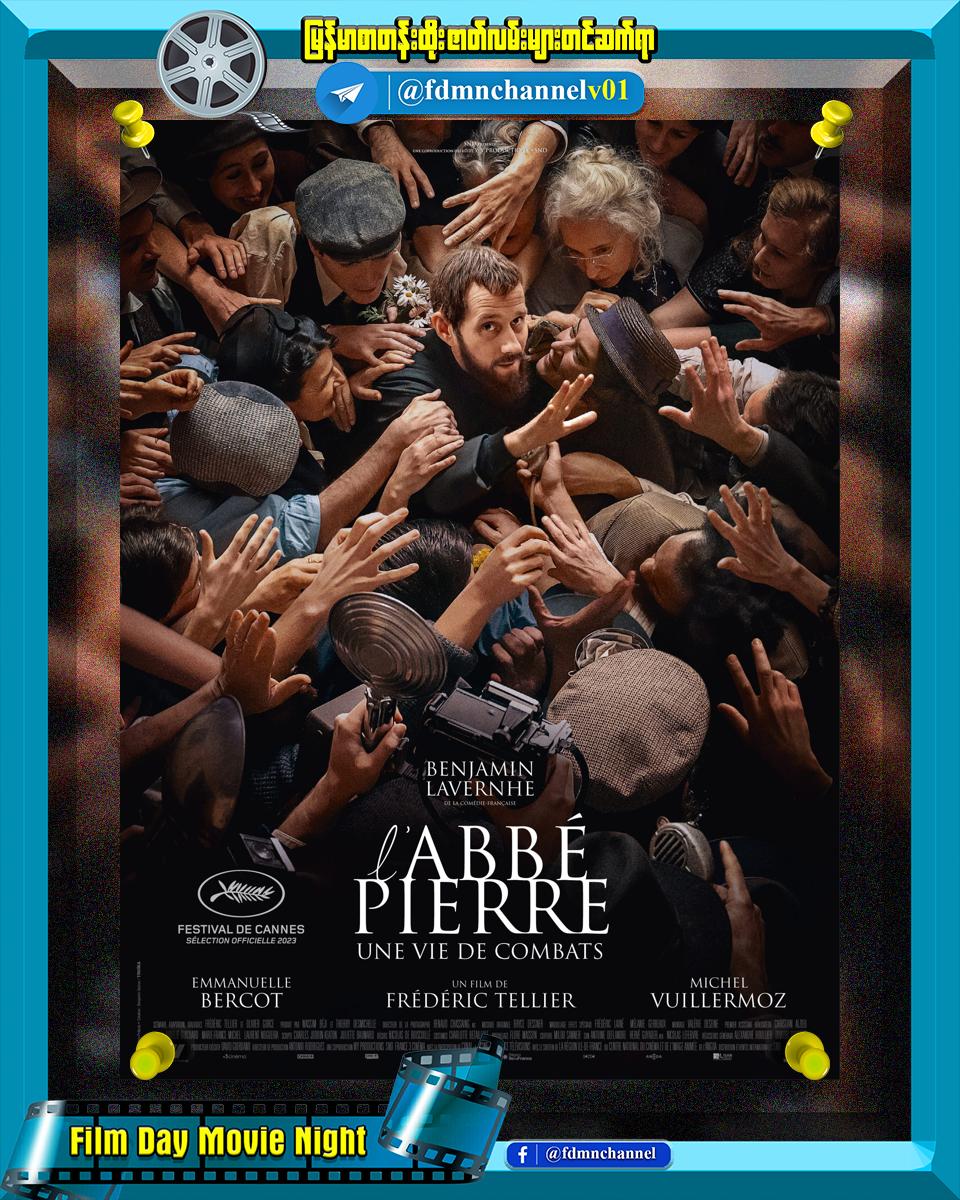 မြန်မာစာတန်းထိုးဇာတ်လမ်းများတင်ဆက်ရာ
@fdmnchannelv01
BENJAMIN
LAVERNHE
DE LA COMÉDIE-FRANÇAISE
l'ABBÉ
PIERRE
UNE VIE DE COMBATS
FESTIVAL DE CANNES
SÉLECTION OFFICIELLE 2023
EMMANUELLE
BERCOT
UN FILM DE
FRÉDÉRIC TELLIER
MICHEL
VUILLERMOZ
Film Day Movie Night
f @fdmnchannel